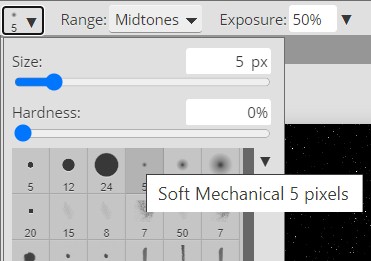 5 ▼ Range: Midtones Exposure: 50% ▼
Size: 5 px
Hardness: 0%
5 12 24 5
Soft Mechanical 5 pixels
20 15 8 7 50 7